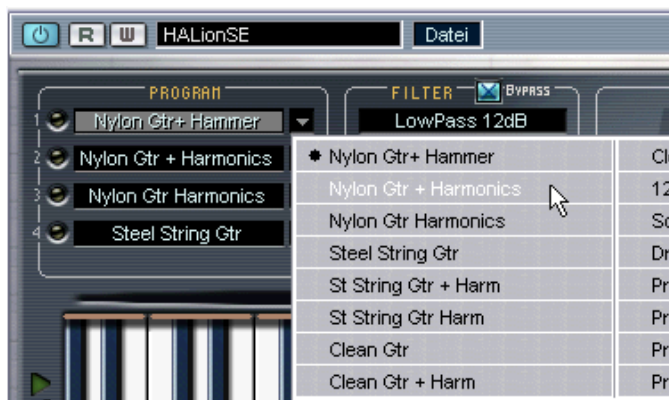 R W HALionSE Datei
PROGRAM FILTER BYPASS
1 Nylon Gtr+ Hammer LowPass 12dB
2 Nylon Gtr + Harmonics
3 Nylon Gtr Harmonics
4 Steel String Gtr
Nylon Gtr+ Hammer
Nylon Gtr + Harmonics
Nylon Gtr Harmonics
Steel String Gtr
St String Gtr + Harm
St String Gtr Harm
Clean Gtr
Clean Gtr + Harm